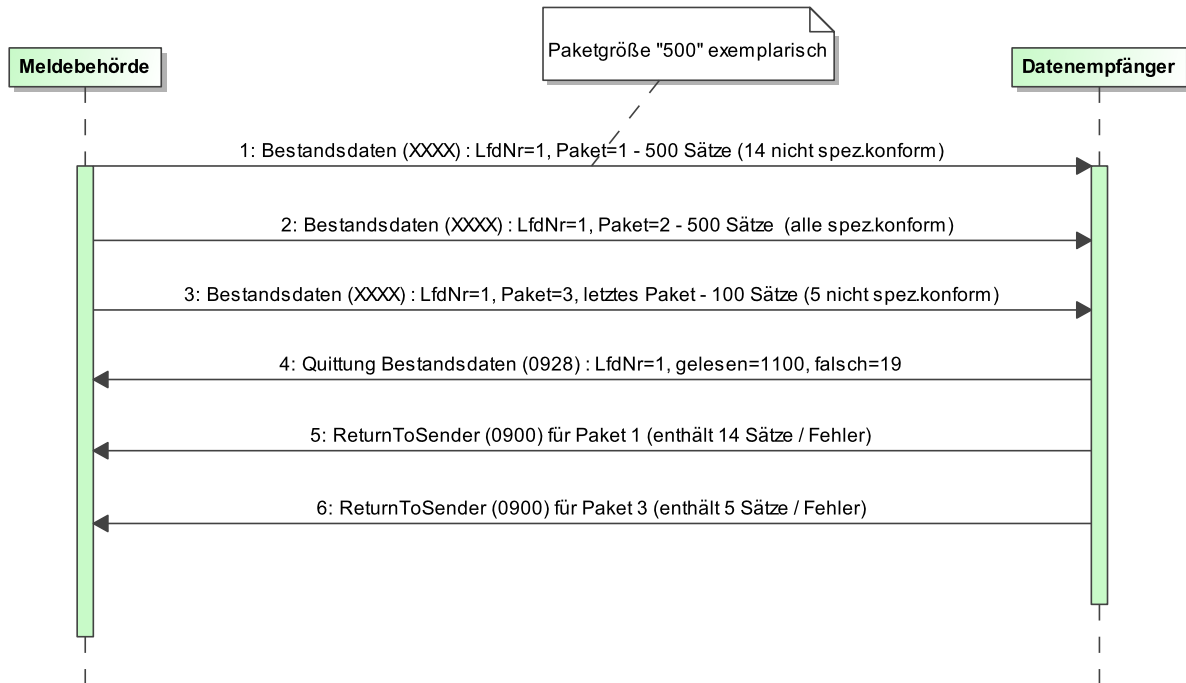 Paketgröße "500" exemplarisch
Meldebehörde
Datenempfänger
1: Bestandsdaten (XXXX) : LfdNr=1, Paket=1 - 500 Sätze (14 nicht spez.konform)
2: Bestandsdaten (XXXX) : LfdNr=1, Paket=2 - 500 Sätze (alle spez.konform)
3: Bestandsdaten (XXXX) : LfdNr=1, Paket=3, letztes Paket - 100 Sätze (5 nicht spez.konform)
4: Quittung Bestandsdaten (0928) : LfdNr=1, gelesen=1100, falsch=19
5: ReturnToSender (0900) für Paket 1 (enthält 14 Sätze / Fehler)
6: ReturnToSender (0900) für Paket 3 (enthält 5 Sätze / Fehler)